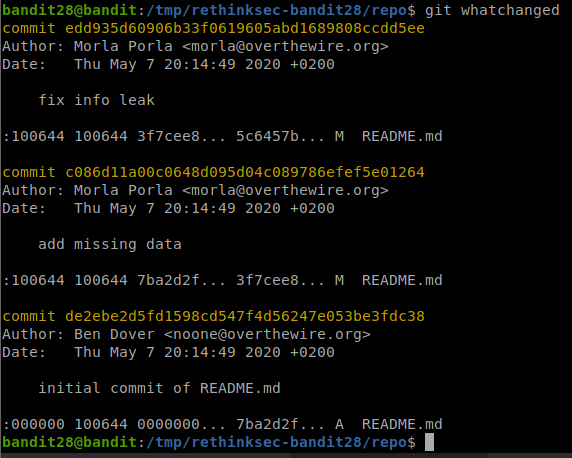 bandit28@bandit:/tmp/rethinksec-bandit28/repo$ git whatchanged
commit edd935d60906b33f0619605abd1689808ccdd5ee
Author: Morla Porla <morla@overthewire.org>
Date:   Thu May 7 20:14:49 2020 +0200
    fix info leak
:100644 100644 3f7cee8... 5c6457b... M  README.md
commit c086d11a00c0648d095d04c089786efef5e01264
Author: Morla Porla <morla@overthewire.org>
Date:   Thu May 7 20:14:49 2020 +0200
    add missing data
:100644 100644 7ba2d2f... 3f7cee8... M  README.md
commit de2ebe2d5fd1598cd547f4d56247e053be3fdc38
Author: Ben Dover <noone@overthewire.org>
Date:   Thu May 7 20:14:49 2020 +0200
    initial commit of README.md
:000000 100644 0000000... 7ba2d2f... A  README.md
bandit28@bandit:/tmp/rethinksec-bandit28/repo$